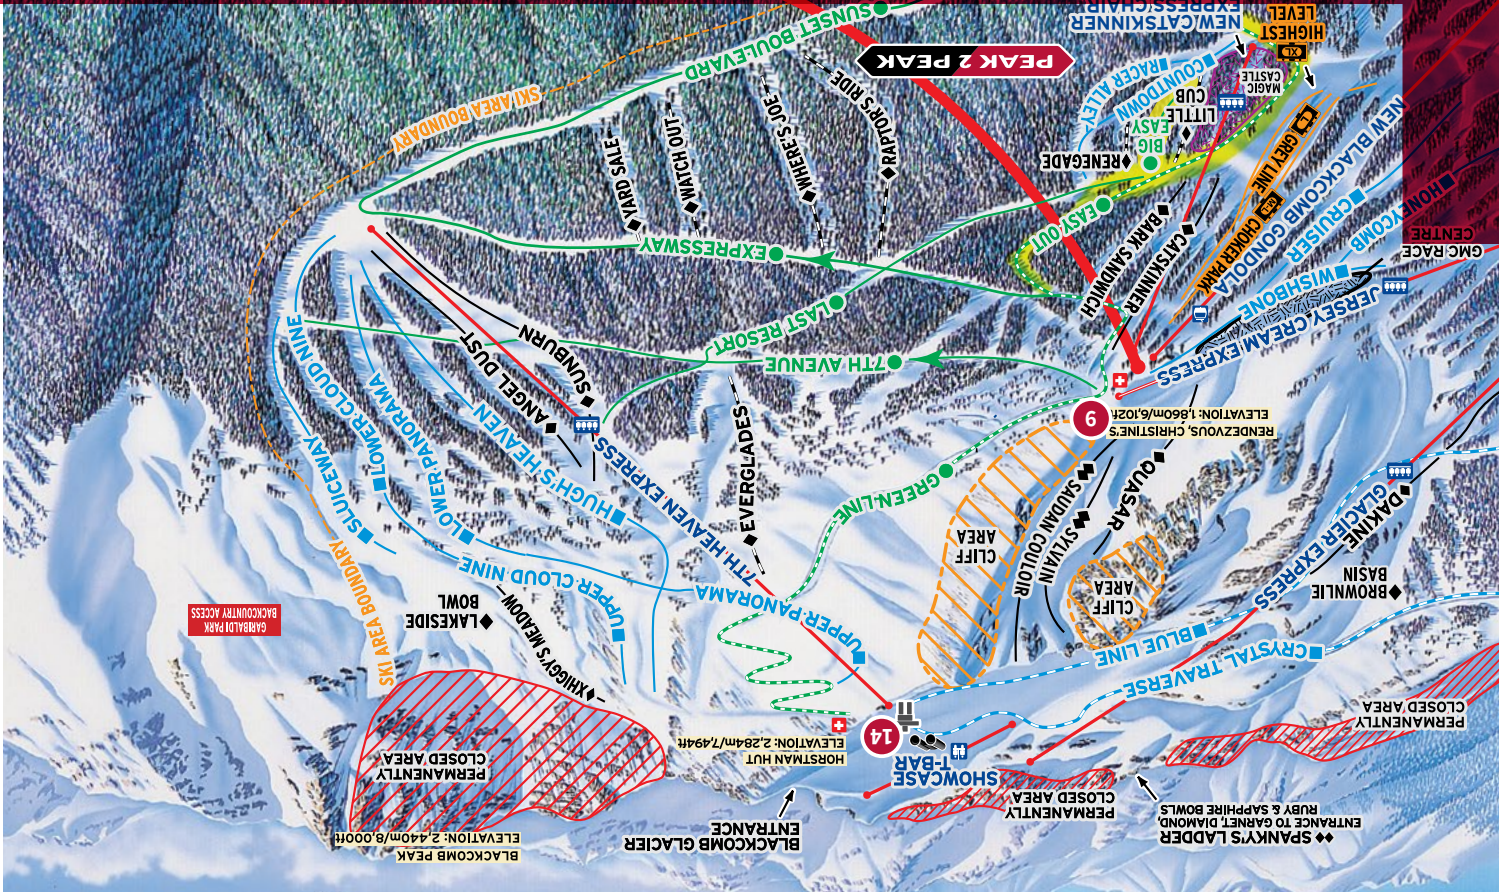 SPANKY'S LADDER
ENTRANCE TO GARNET, DIAMOND,
RUBY & SAPPHIRE BOWLS
BLACKCOMB GLACIER
ENTRANCE
BLACKCOMB PEAK
ELEVATION: 2,440m/8,000ft
PERMANENTLY
CLOSED AREA
SHOWCASE
T-BAR
HORSTMAN HUT
ELEVATION: 2,284m/7,494ft
PERMANENTLY
CLOSED AREA
PERMANENTLY
CLOSED AREA
14
CRYSTAL TRAVERSE
BLUE LINE
UPPER PANORAMA
XHIGGY'S MEADOW
SKI AREA BOUNDARY
UPPER CLOUD NINE
LAKESIDE
BOWL
GARIBALDI PARK
BACKCOUNTRY ACCESS
BROWNLIE
BASIN
CLIFF
AREA
CLIFF
AREA
GLACIER EXPRESS
DAKINE
QUASAR
SYLVAIN
SAUDAN COULOIR
GREEN LINE
EVERGLADES
7TH HEAVEN EXPRESS
HUGH'S HEAVEN
LOWER PANORAMA
LOWER CLOUD NINE
SLUICEWAY
CLOUD NINE
RENDEZVOUS, CHRISTINE'S
ELEVATION: 1,860m/6,102ft
9
SUNBURN
ANGEL DUST
JERSEY CREAM EXPRESS
7TH AVENUE
LAST RESORT
WISHBONE
CRUISER
HONEYCOMB
GMC RACE
CENTRE
NEW BLACKCOMB GONDOLA
CHOKER PARK
M-L
GREY LINE
L
CATSKINNER
BARK SANDWICH
EASY OUT
EXPRESSWAY
RENEGADE
BIG
EASY
LITTLE
CUB
RAPTOR'S RIDE
WHERE'S JOE
WATCH OUT
YARD SALE
SKI AREA BOUNDARY
MAGIC
CASTLE
COUNTDOWN
RACER ALLEY
XL
HIGHEST
LEVEL
PEAK 2 PEAK
SUNSET BOULEVARD
NEW CATSKINNER
EXPRESS CHAIR